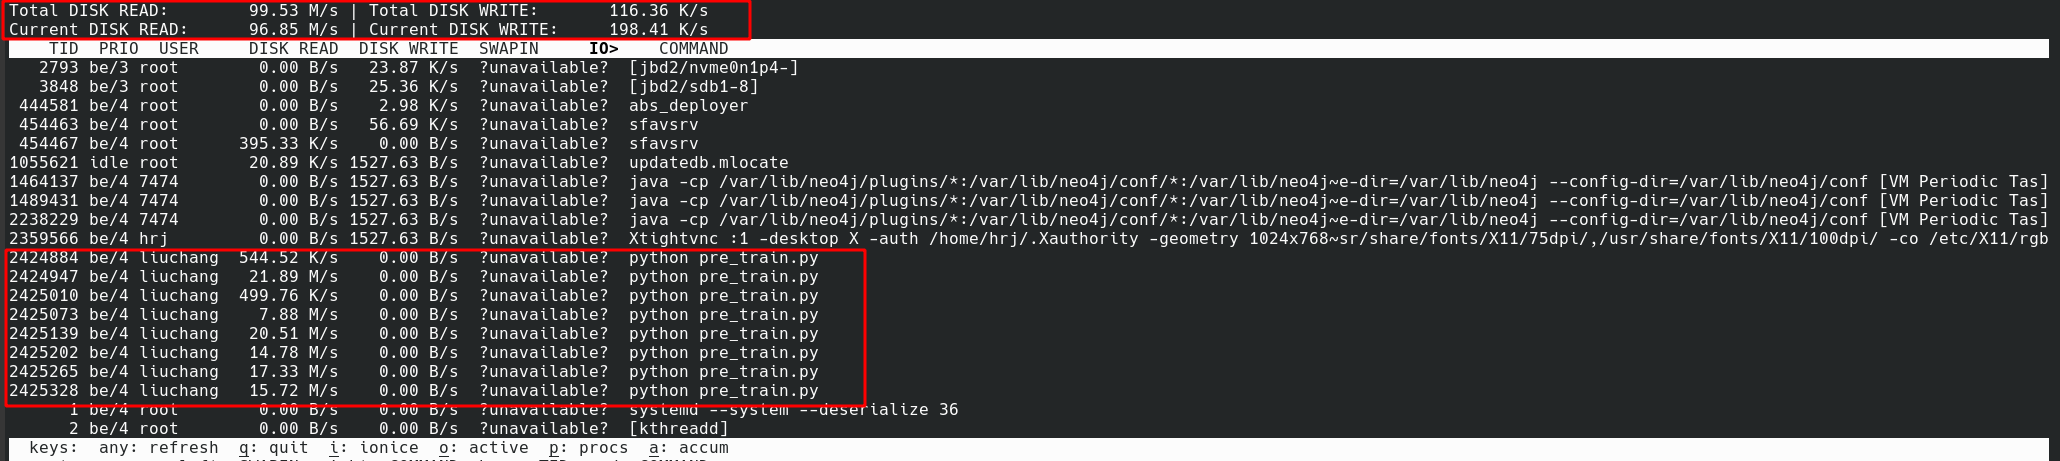 Total DISK READ:        99.53 M/s | Total DISK WRITE:       116.36 K/s
Current DISK READ:      96.85 M/s | Current DISK WRITE:     198.41 K/s
    TID  PRIO  USER     DISK READ  DISK WRITE  SWAPIN     IO>    COMMAND
   2793 be/3 root        0.00 B/s   23.87 K/s  ?unavailable?  [jbd2/nvme0n1p4-]
   3848 be/3 root        0.00 B/s   25.36 K/s  ?unavailable?  [jbd2/sdb1-8]
 444581 be/4 root        0.00 B/s    2.98 K/s  ?unavailable?  abs_deployer
 454463 be/4 root        0.00 B/s   56.69 K/s  ?unavailable?  sfavsrv
 454467 be/4 root      395.33 K/s    0.00 B/s  ?unavailable?  sfavsrv
1055621 idle root       20.89 K/s 1527.63 B/s  ?unavailable?  updatedb.mlocate
1464137 be/4 7474        0.00 B/s 1527.63 B/s  ?unavailable?  java -cp /var/lib/neo4j/plugins/*:/var/lib/neo4j/conf/*:/var/lib/neo4j~e-dir=/var/lib/neo4j --config-dir=/var/lib/neo4j/conf [VM Periodic Tas]
1489431 be/4 7474        0.00 B/s 1527.63 B/s  ?unavailable?  java -cp /var/lib/neo4j/plugins/*:/var/lib/neo4j/conf/*:/var/lib/neo4j~e-dir=/var/lib/neo4j --config-dir=/var/lib/neo4j/conf [VM Periodic Tas]
2238229 be/4 7474        0.00 B/s 1527.63 B/s  ?unavailable?  java -cp /var/lib/neo4j/plugins/*:/var/lib/neo4j/conf/*:/var/lib/neo4j~e-dir=/var/lib/neo4j --config-dir=/var/lib/neo4j/conf [VM Periodic Tas]
2359566 be/4 hrj         0.00 B/s 1527.63 B/s  ?unavailable?  Xtightvnc :1 -desktop X -auth /home/hrj/.Xauthority -geometry 1024x768~sr/share/fonts/X11/75dpi/,/usr/share/fonts/X11/100dpi/ -co /etc/X11/rgb
2424884 be/4 liuchang  544.52 K/s    0.00 B/s  ?unavailable?  python pre_train.py
2424947 be/4 liuchang   21.89 M/s    0.00 B/s  ?unavailable?  python pre_train.py
2425010 be/4 liuchang  499.76 K/s    0.00 B/s  ?unavailable?  python pre_train.py
2425073 be/4 liuchang    7.88 M/s    0.00 B/s  ?unavailable?  python pre_train.py
2425139 be/4 liuchang   20.51 M/s    0.00 B/s  ?unavailable?  python pre_train.py
2425202 be/4 liuchang   14.78 M/s    0.00 B/s  ?unavailable?  python pre_train.py
2425265 be/4 liuchang   17.33 M/s    0.00 B/s  ?unavailable?  python pre_train.py
2425328 be/4 liuchang   15.72 M/s    0.00 B/s  ?unavailable?  python pre_train.py
      1 be/4 root        0.00 B/s    0.00 B/s  ?unavailable?  systemd --system --deserialize 36
      2 be/4 root        0.00 B/s    0.00 B/s  ?unavailable?  [kthreadd]
  keys:  any: refresh  q: quit  i: ionice  o: active  p: procs  a: accum